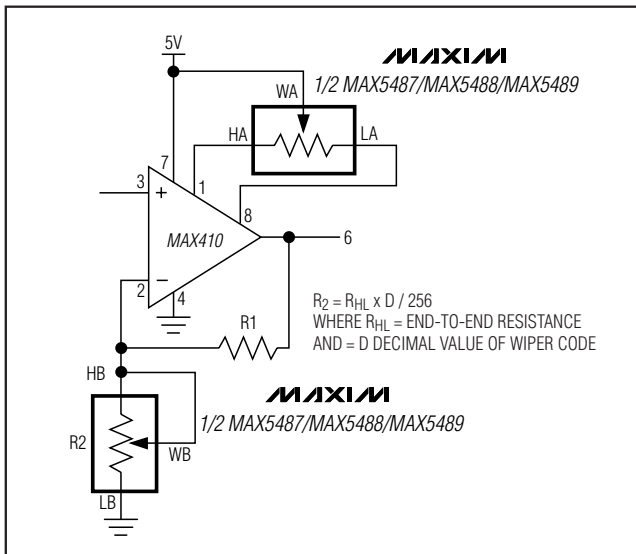 5V
MAXIM
1/2 MAX5487/MAX5488/MAX5489
WA
HA
LA
7
1
3
+
8
MAX410
6
2
−
4
R2 = RHL x D / 256
WHERE RHL = END-TO-END RESISTANCE
AND = D DECIMAL VALUE OF WIPER CODE
R1
HB
MAXIM
1/2 MAX5487/MAX5488/MAX5489
R2
WB
LB